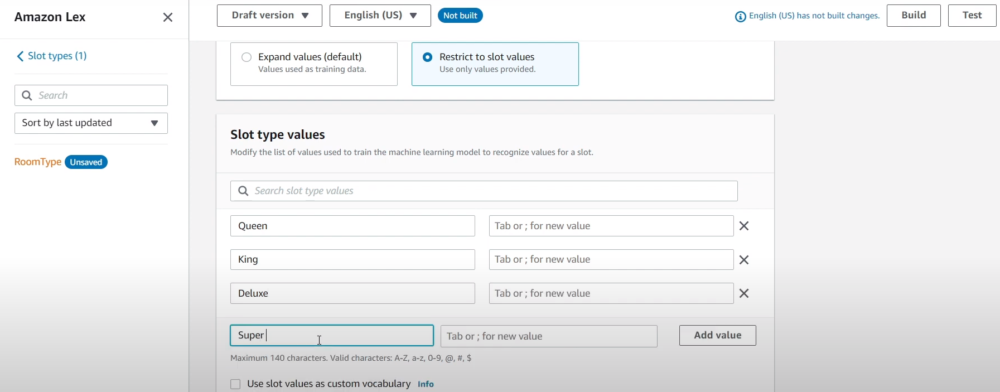 Amazon Lex
Draft version
English (US)
Not built
English (US) has not built changes.
Build
Test
Slot types (1)
Search
Sort by last updated
RoomType Unsaved
Expand values (default)
Values used as training data.
Restrict to slot values
Use only values provided.
Slot type values
Modify the list of values used to train the machine learning model to recognize values for a slot.
Search slot type values
Queen
Tab or ; for new value
King
Tab or ; for new value
Deluxe
Tab or ; for new value
Super
Tab or ; for new value
Add value
Maximum 140 characters. Valid characters: A-Z, a-z, 0-9, @, #, $
Use slot values as custom vocabulary Info